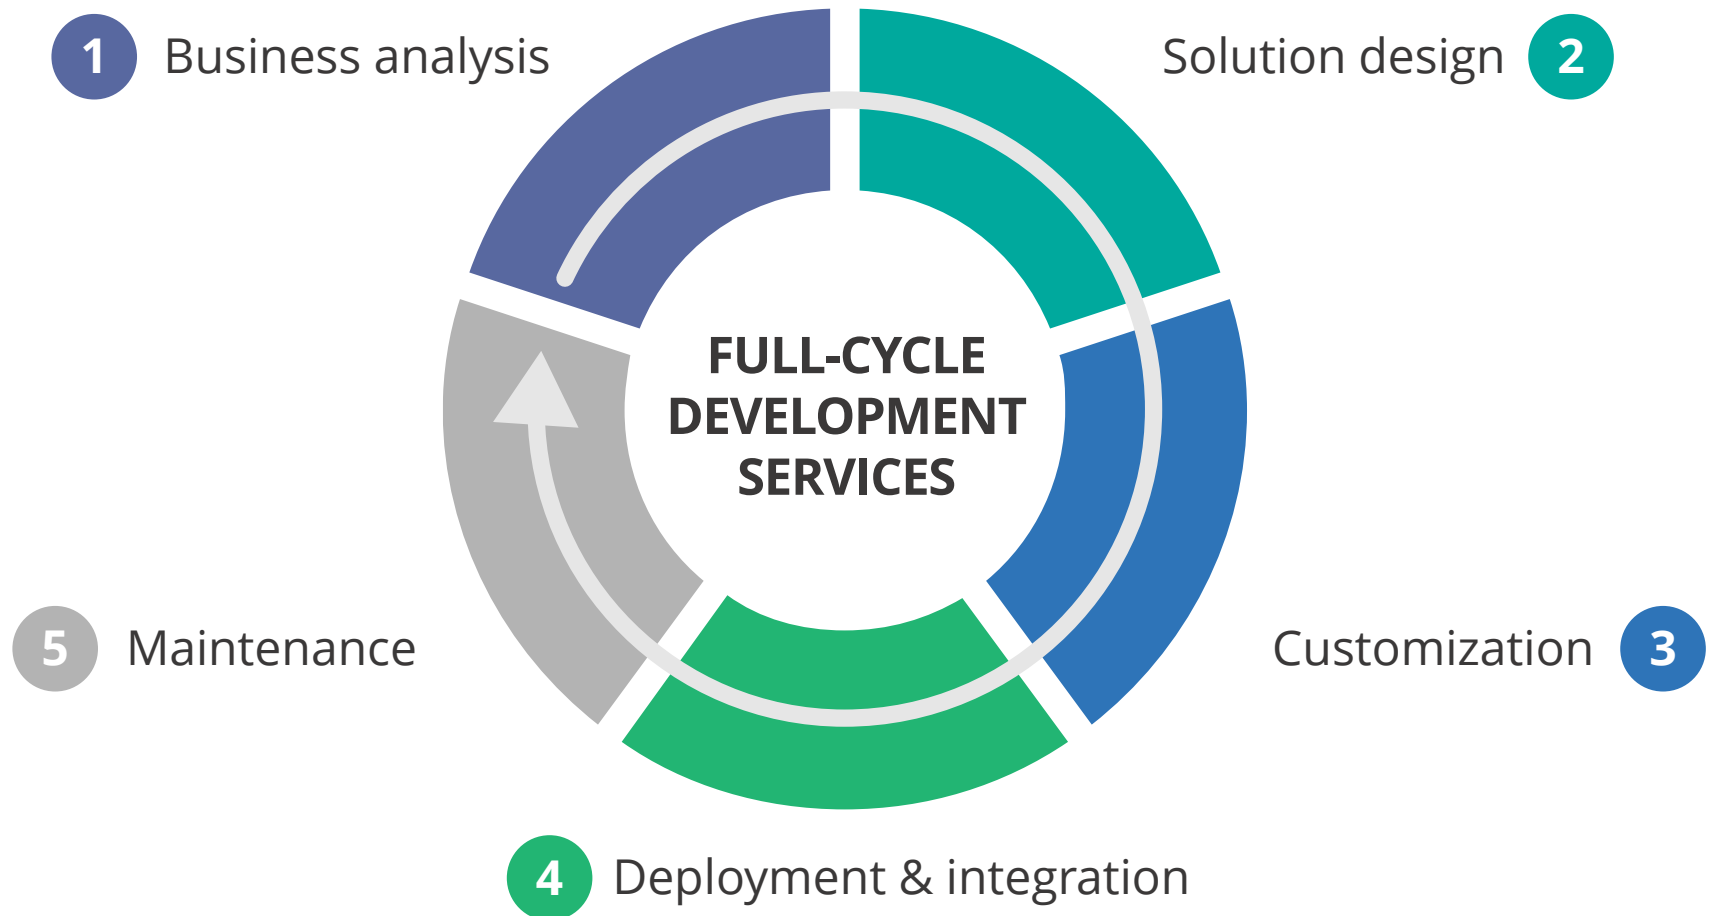 1 Business analysis
Solution design 2
FULL-CYCLE
DEVELOPMENT
SERVICES
Customization 3
4 Deployment & integration
5 Maintenance